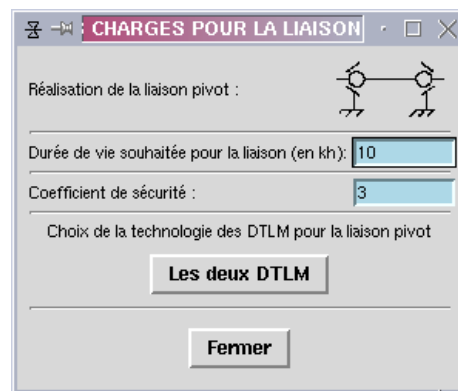 CHARGES POUR LA LIAISON
Réalisation de la liaison pivot :
Durée de vie souhaitée pour la liaison (en kh): 10
Coefficient de sécurité : 3
Choix de la technologie des DTLM pour la liaison pivot
Les deux DTLM
Fermer